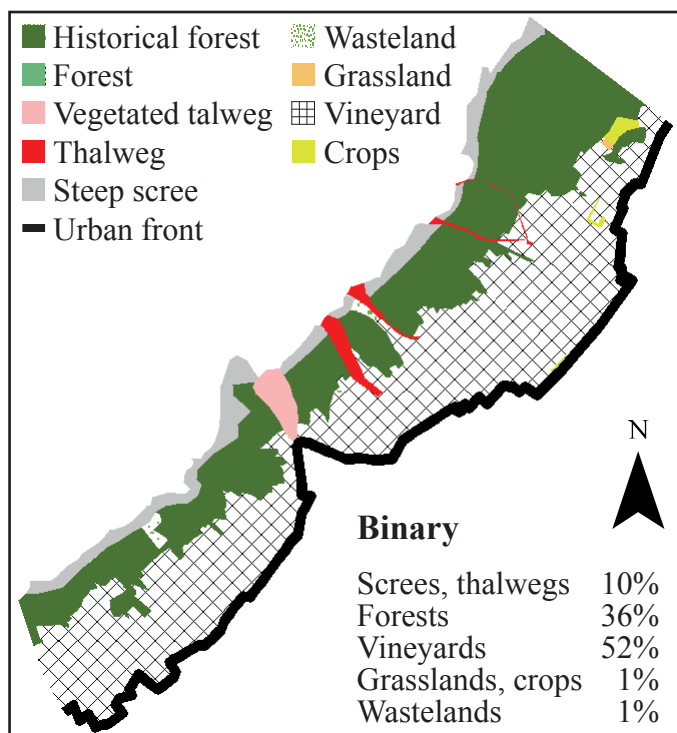 Historical forest
Forest
Vegetated talweg
Thalweg
Steep scree
Urban front
Wasteland
Grassland
Vineyard
Crops
N
Binary
Screes, thalwegs 10%
Forests 36%
Vineyards 52%
Grasslands, crops 1%
Wastelands 1%